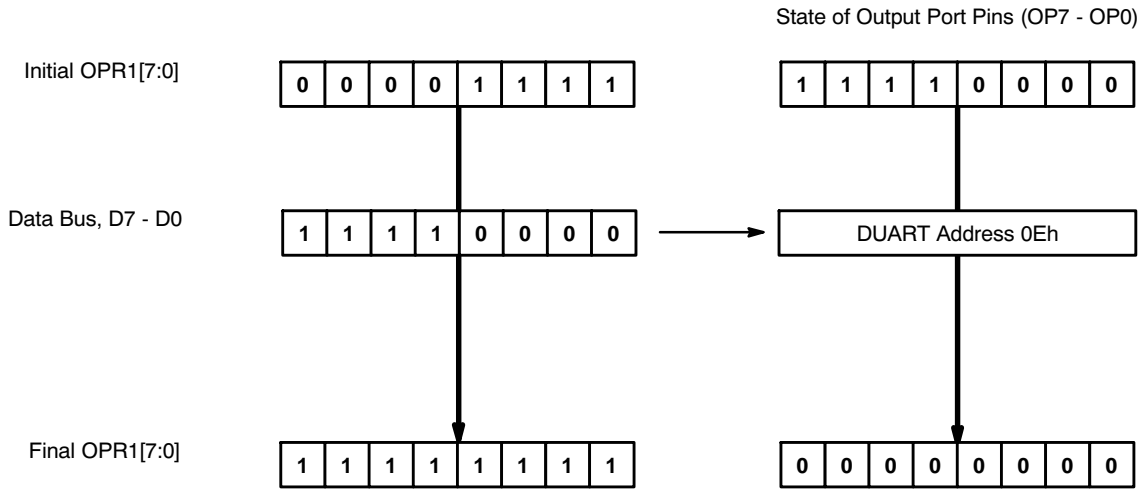 State of Output Port Pins (OP7 - OP0)
Initial OPR1[7:0]
0 0 0 0 1 1 1 1
1 1 1 1 0 0 0 0
Data Bus, D7 - D0
1 1 1 1 0 0 0 0
DUART Address 0Eh
Final OPR1[7:0]
1 1 1 1 1 1 1 1
0 0 0 0 0 0 0 0